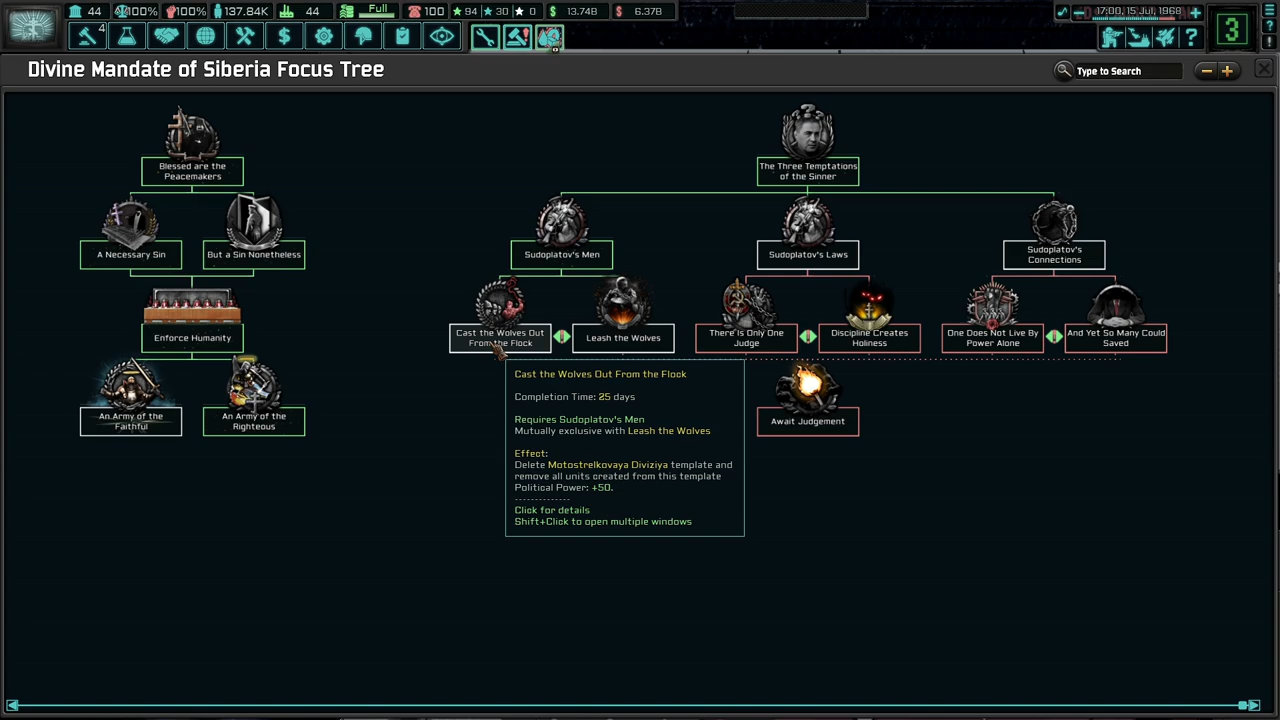 44 100% 100% 137.84K 44 Full 100 94 30 0 $ 13.74B $ 6.37B 17:00, 15 Jul, 1968
4 $ ? 3
Divine Mandate of Siberia Focus Tree
Type to Search
Blessed are the
Peacemakers
The Three Temptations
of the Sinner
A Necessary Sin
But a Sin Nonetheless
Sudoplatov's Men
Sudoplatov's Laws
Sudoplatov's
Connections
Enforce Humanity
Cast the Wolves Out
From the Flock
Leash the Wolves
There Is Only One
Judge
Discipline Creates
Holiness
One Does Not Live By
Power Alone
And Yet So Many Could
Saved
An Army of the
Faithful
An Army of the
Righteous
Await Judgement
Cast the Wolves Out From the Flock
Completion Time: 25 days
Requires Sudoplatov's Men
Mutually exclusive with Leash the Wolves
Effect:
Delete Motostrelkovaya Diviziya template and
remove all units created from this template
Political Power: +50.
--------------
Click for details
Shift+Click to open multiple windows